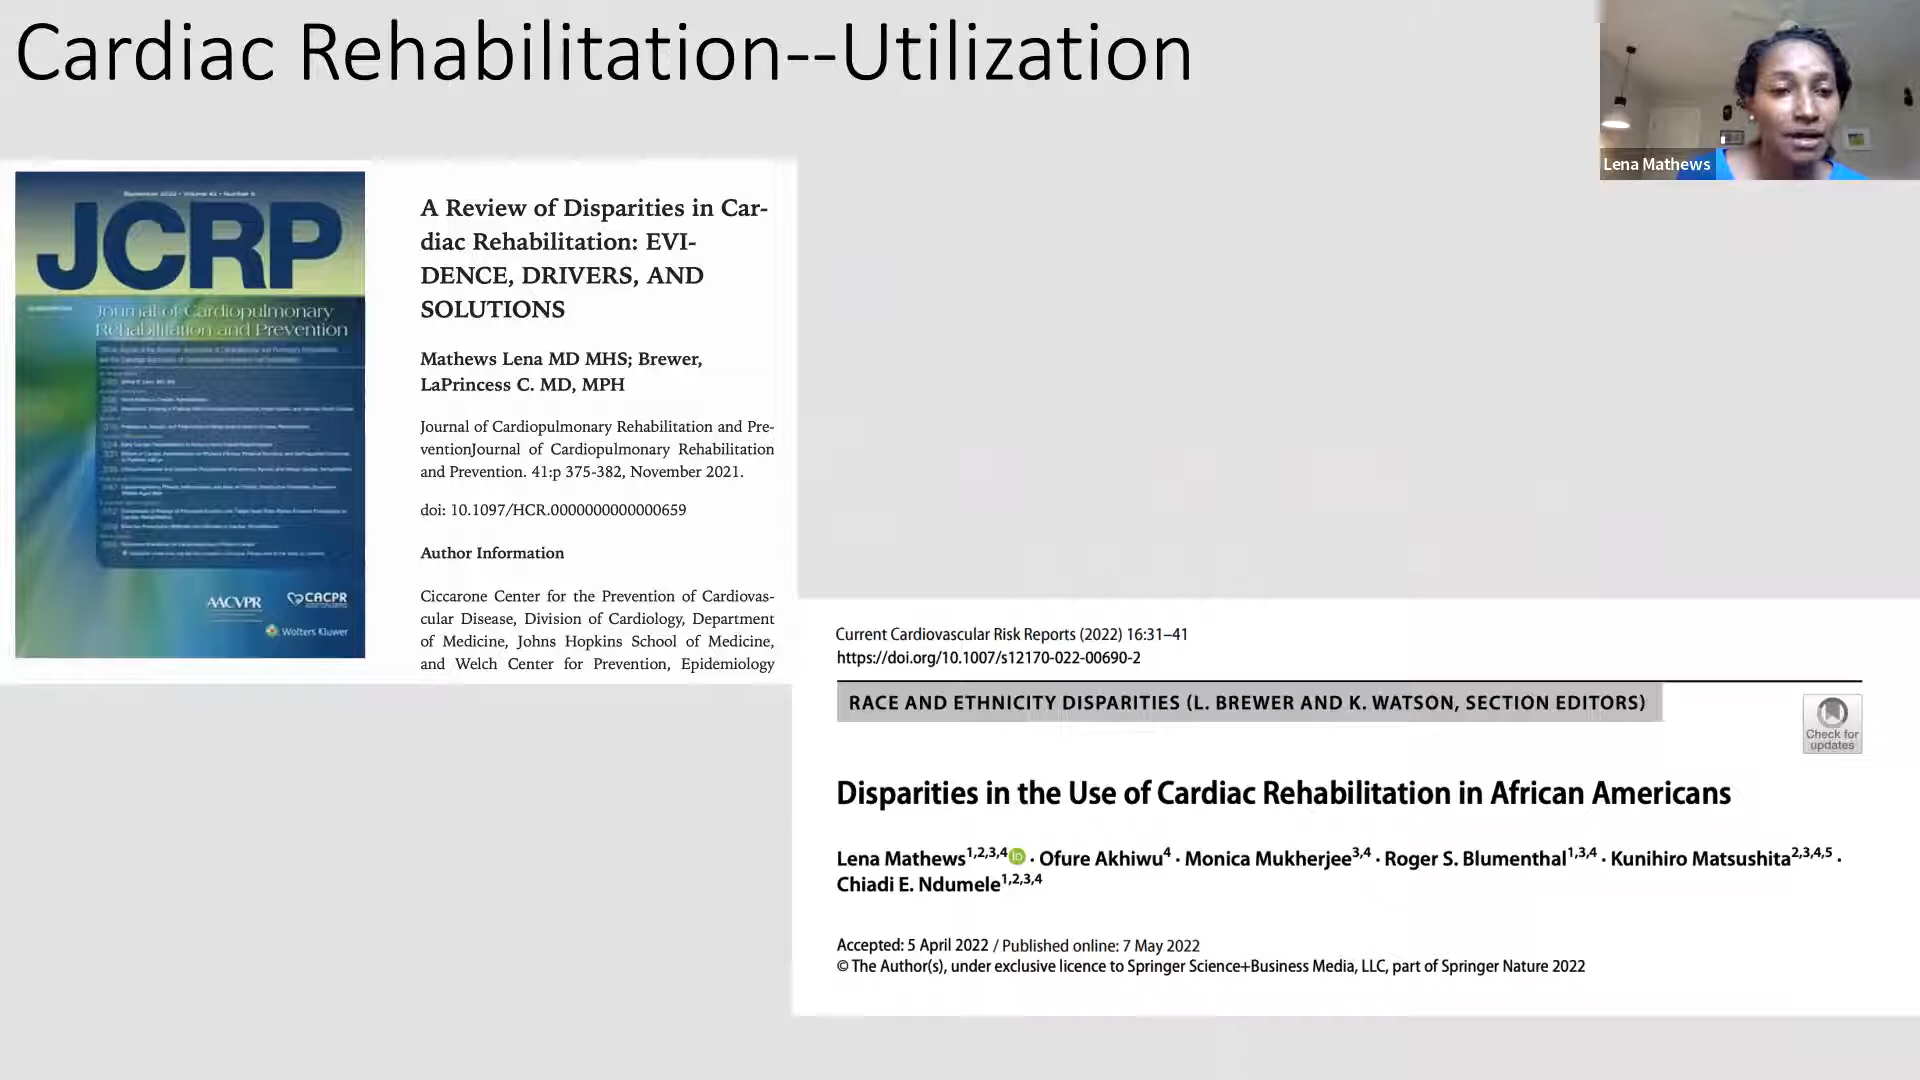 Cardiac Rehabilitation--Utilization
Lena Mathews
September 2022 • Volume 42 • Number 5
JCRP
Journal of Cardiopulmonary
Rehabilitation and Prevention
AACVPR
CACPR
Wolters Kluwer
A Review of Disparities in Car-
diac Rehabilitation: EVI-
DENCE, DRIVERS, AND
SOLUTIONS
Mathews Lena MD MHS; Brewer,
LaPrincess C. MD, MPH
Journal of Cardiopulmonary Rehabilitation and Pre-
ventionJournal of Cardiopulmonary Rehabilitation
and Prevention. 41:p 375-382, November 2021.
doi: 10.1097/HCR.0000000000000659
Author Information
Ciccarone Center for the Prevention of Cardiovas-
cular Disease, Division of Cardiology, Department
of Medicine, Johns Hopkins School of Medicine,
and Welch Center for Prevention, Epidemiology
Current Cardiovascular Risk Reports (2022) 16:31–41
https://doi.org/10.1007/s12170-022-00690-2
RACE AND ETHNICITY DISPARITIES (L. BREWER AND K. WATSON, SECTION EDITORS)
Check for
updates
Disparities in the Use of Cardiac Rehabilitation in African Americans
Lena Mathews1,2,3,4 iD · Ofure Akhiwu4 · Monica Mukherjee3,4 · Roger S. Blumenthal1,3,4 · Kunihiro Matsushita2,3,4,5 ·
Chiadi E. Ndumele1,2,3,4
Accepted: 5 April 2022 / Published online: 7 May 2022
© The Author(s), under exclusive licence to Springer Science+Business Media, LLC, part of Springer Nature 2022